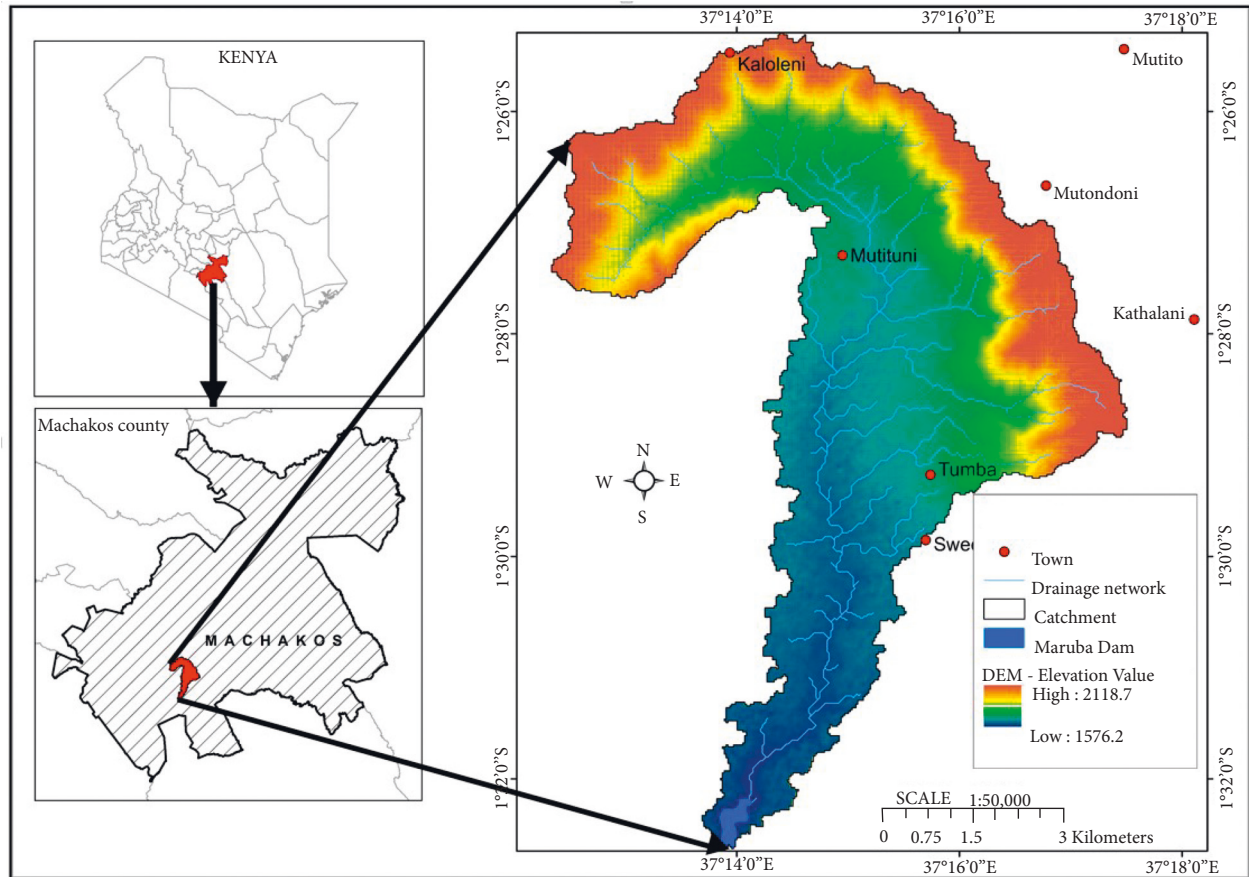 37°14'0"E
37°16'0"E
37°18'0"E
KENYA
Mutito
Kaloleni
1°26'0"S
1°26'0"S
Mutondoni
Mutituni
Kathalani
1°28'0"S
1°28'0"S
Machakos county
N
W
E
S
Tumba
Swee
1°30'0"S
1°30'0"S
Town
Drainage network
Catchment
Maruba Dam
DEM - Elevation Value
High : 2118.7
Low : 1576.2
MACHAKOS
1°32'0"S
1°32'0"S
SCALE 1:50,000
0 0.75 1.5 3 Kilometers
37°14'0"E
37°16'0"E
37°18'0"E